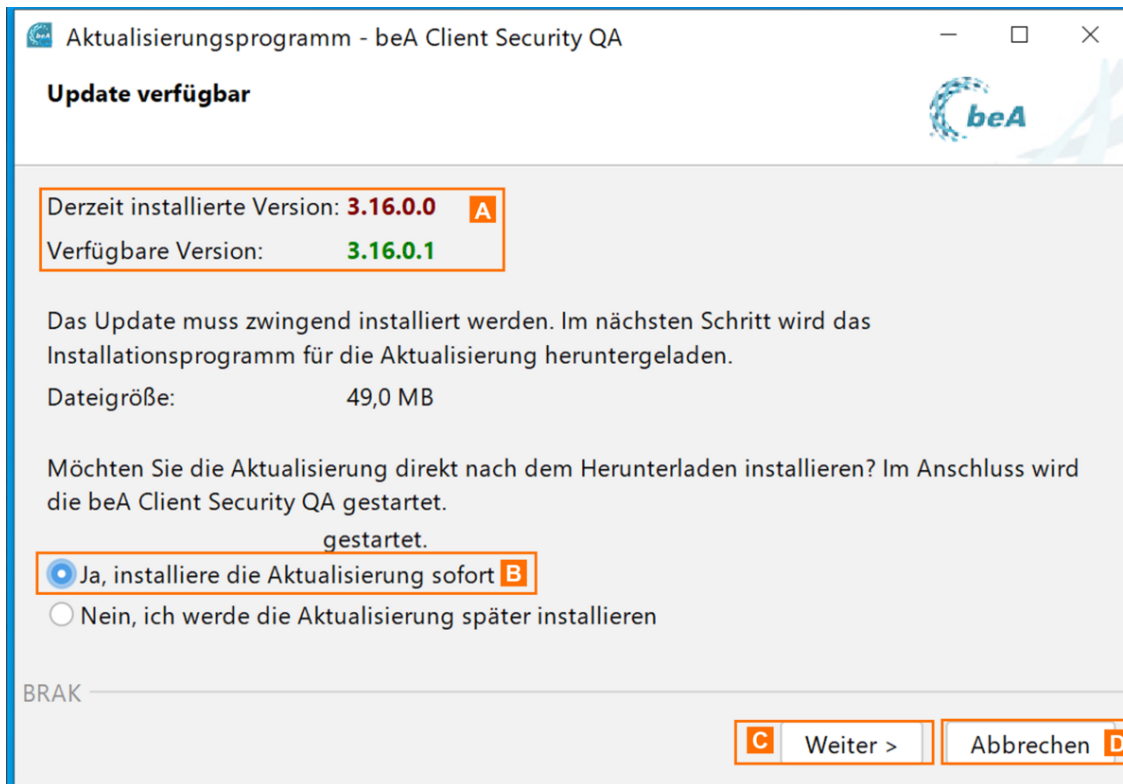 Aktualisierungsprogramm - beA Client Security QA
Update verfügbar
beA
Derzeit installierte Version: 3.16.0.0 A
Verfügbare Version: 3.16.0.1
Das Update muss zwingend installiert werden. Im nächsten Schritt wird das
Installationsprogramm für die Aktualisierung heruntergeladen.
Dateigröße: 49,0 MB
Möchten Sie die Aktualisierung direkt nach dem Herunterladen installieren? Im Anschluss wird
die beA Client Security QA gestartet.
gestartet.
Ja, installiere die Aktualisierung sofort B
Nein, ich werde die Aktualisierung später installieren
BRAK
C Weiter > Abbrechen D